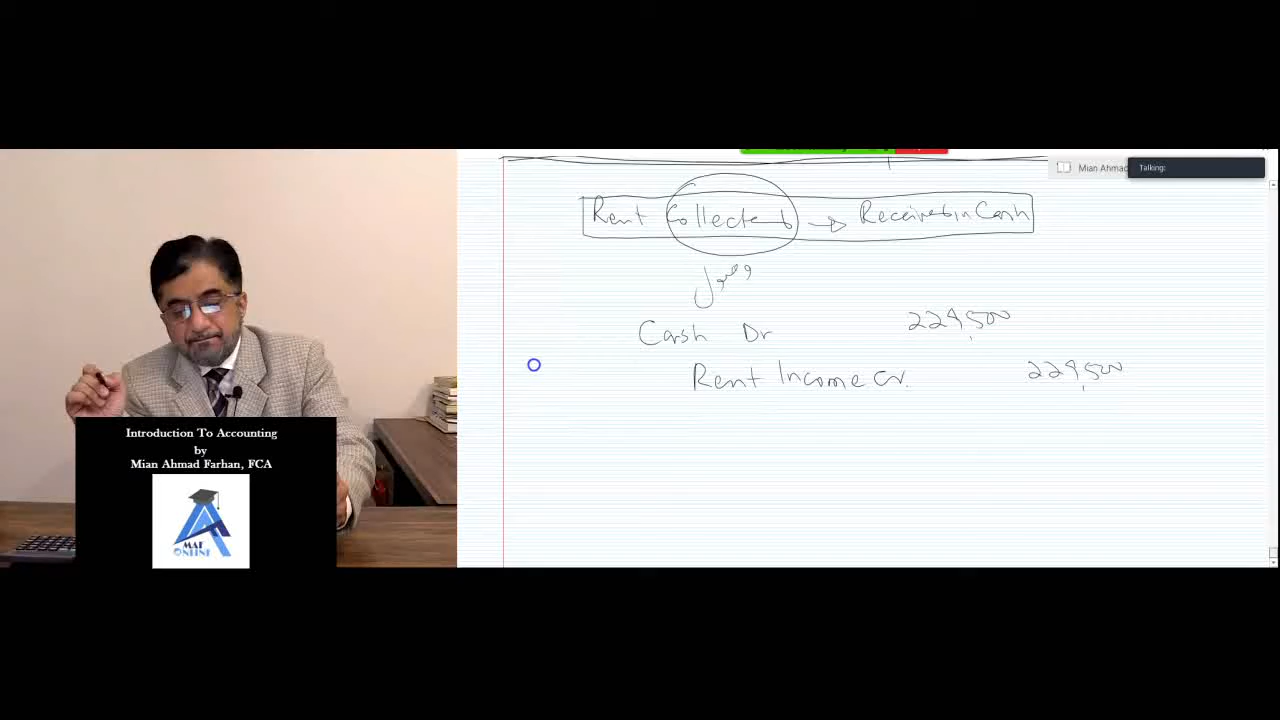 Mian Ahmad
Talking:
Rent Collected → Received in Cash
Cash Dr 229,500
Rent Income Cr. 229,500
Introduction To Accounting
by
Mian Ahmad Farhan, FCA
MAF
ONLINE